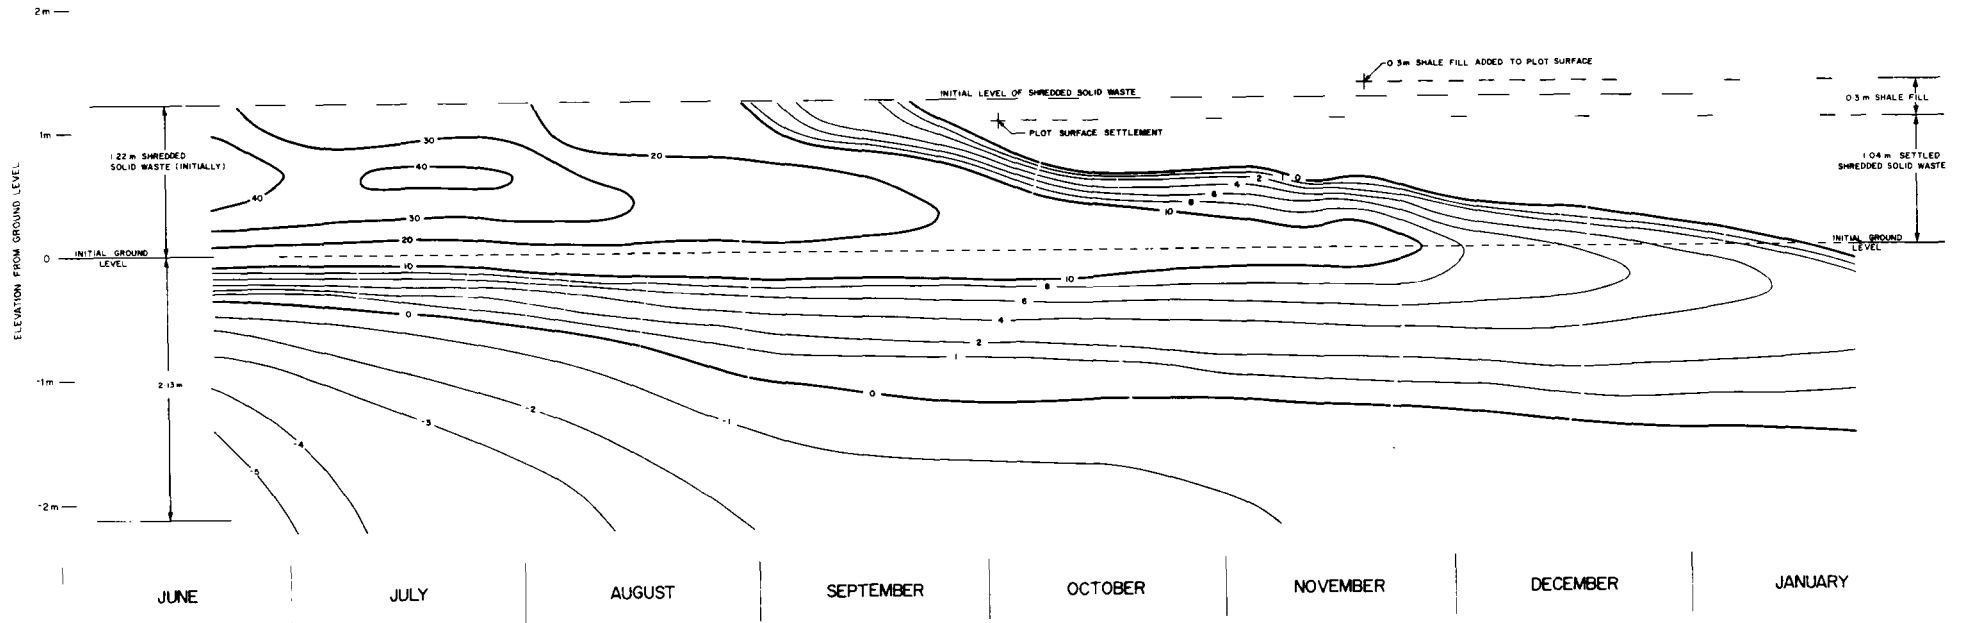 2m
0.3m SHALE FILL ADDED TO PLOT SURFACE
INITIAL LEVEL OF SHREDDED SOLID WASTE
0.3 m SHALE FILL
PLOT SURFACE SETTLEMENT
1m
1.22 m SHREDDED
SOLID WASTE (INITIALLY)
1.04 m SETTLED
SHREDDED SOLID WASTE
ELEVATION FROM GROUND LEVEL
30
40
20
40
30
20
10
2
1
0
4
6
8
10
INITIAL GROUND
LEVEL
0
INITIAL GROUND
LEVEL
10
8
6
4
2
1
0
0
-1m
2.13m
-1
-2
-3
-4
-5
-2m
JUNE
JULY
AUGUST
SEPTEMBER
OCTOBER
NOVEMBER
DECEMBER
JANUARY